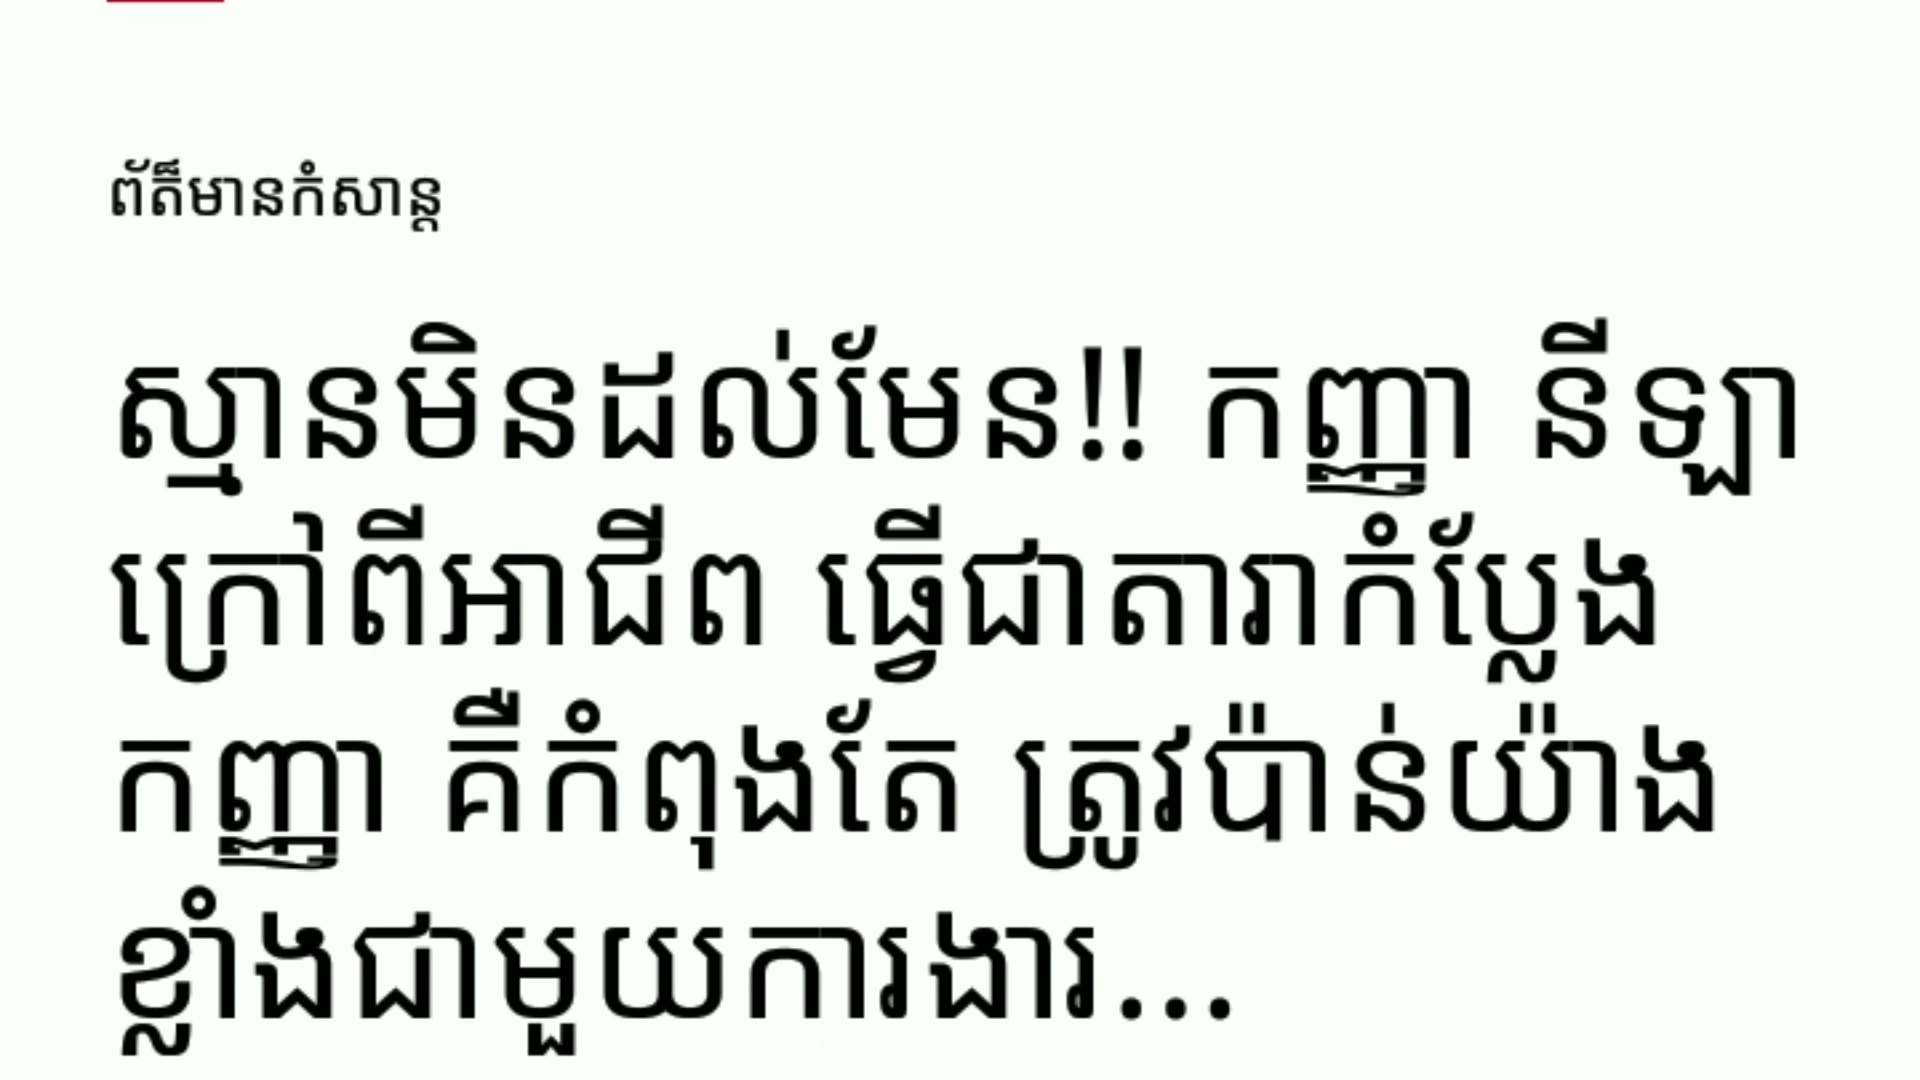 ព័ត៌មានកំសាន្ត
ស្មានមិនដល់មែន!! កញ្ញា នីឡា
ក្រៅពីអាជីព ធ្វើជាតារាកំប្លែង
កញ្ញា គឺកំពុងតែ ត្រូវប៉ាន់យ៉ាង
ខ្លាំងជាមួយការងារ...